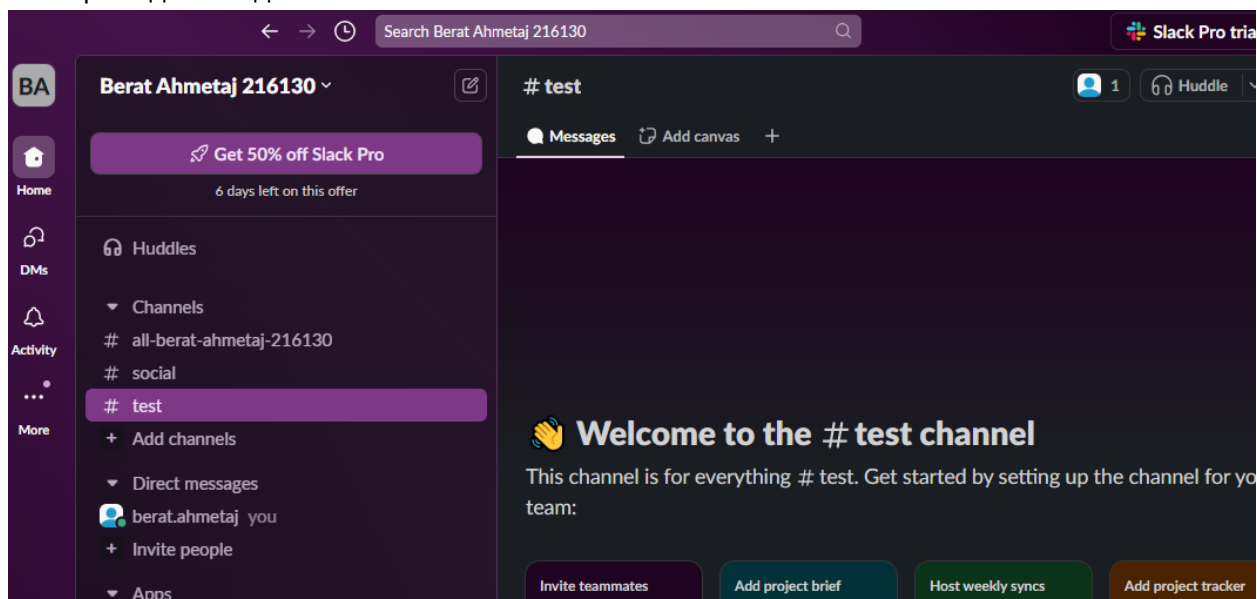 Search Berat Ahmetaj 216130
Slack Pro tria
BA
Home
DMs
Activity
More
Berat Ahmetaj 216130
Get 50% off Slack Pro
6 days left on this offer
Huddles
Channels
# all-berat-ahmetaj-216130
# social
# test
+ Add channels
Direct messages
berat.ahmetaj you
+ Invite people
Apps
# test
1
Huddle
Messages
Add canvas
+
👋 Welcome to the # test channel
This channel is for everything # test. Get started by setting up the channel for yo
team:
Invite teammates
Add project brief
Host weekly syncs
Add project tracker